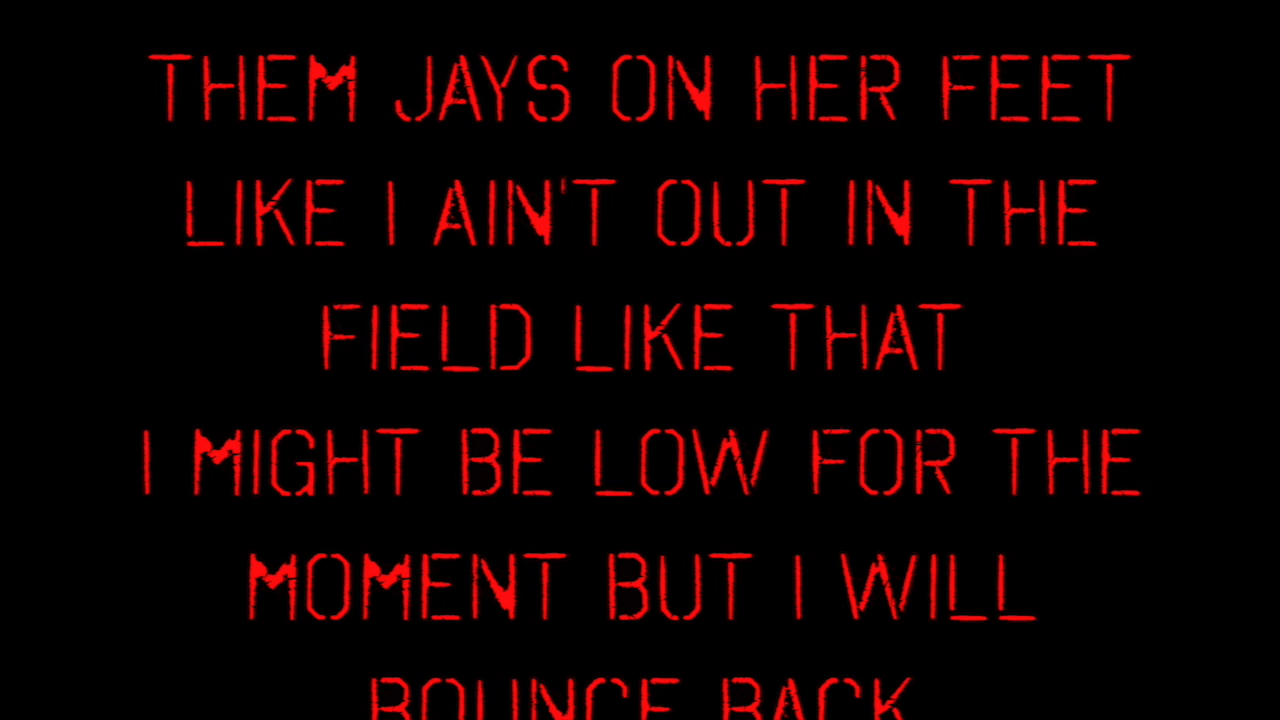 THEM JAYS ON HER FEET
LIKE I AIN'T OUT IN THE
FIELD LIKE THAT
I MIGHT BE LOW FOR THE
MOMENT BUT I WILL
BOUNCE BACK